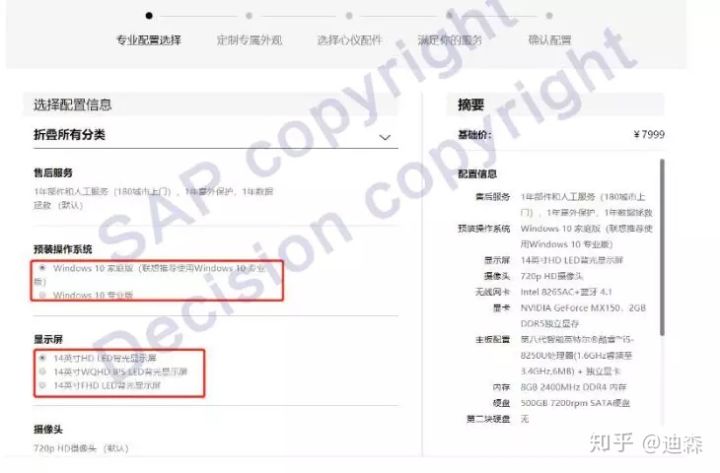 专业配置选择 定制专属外观 选择心仪配件 满足你的服务 确认配置
选择配置信息
折叠所有分类
售后服务
1年部件和人工服务（180城市上门）、1年意外保护、1年数据
拯救（默认）
预装操作系统
Windows 10 家庭版（联想推荐使用Windows 10 专业
版）
Windows 10 专业版
显示屏
14英寸HD LED背光显示屏
14英寸WQHD IPS LED背光显示屏
14英寸FHD LED背光显示屏
摄像头
720p HD摄像头（默认）
摘要
基础价： ¥7999
配置信息
售后服务 1年部件和人工服务（180城市上
门）、1年意外保护、1年数据拯救
预装操作系统 Windows 10 家庭版（联想推荐使
用Windows 10 专业版）
显示屏 14英寸HD LED背光显示屏
摄像头 720p HD摄像头
无线网卡 Intel 8265AC+蓝牙 4.1
显卡 NVIDIA GeForce MX150，2GB
DDR5独立显存
主板配置 第八代智能英特尔®酷睿™i5-
8250U处理器(1.6GHz睿频至
3.4GHz,6MB) + 独立显卡
内存 8GB 2400MHz DDR4 内存
硬盘 500GB 7200rpm SATA硬盘
第二块硬盘 无
SAP copyright
Decision copyright
知乎 @迪森